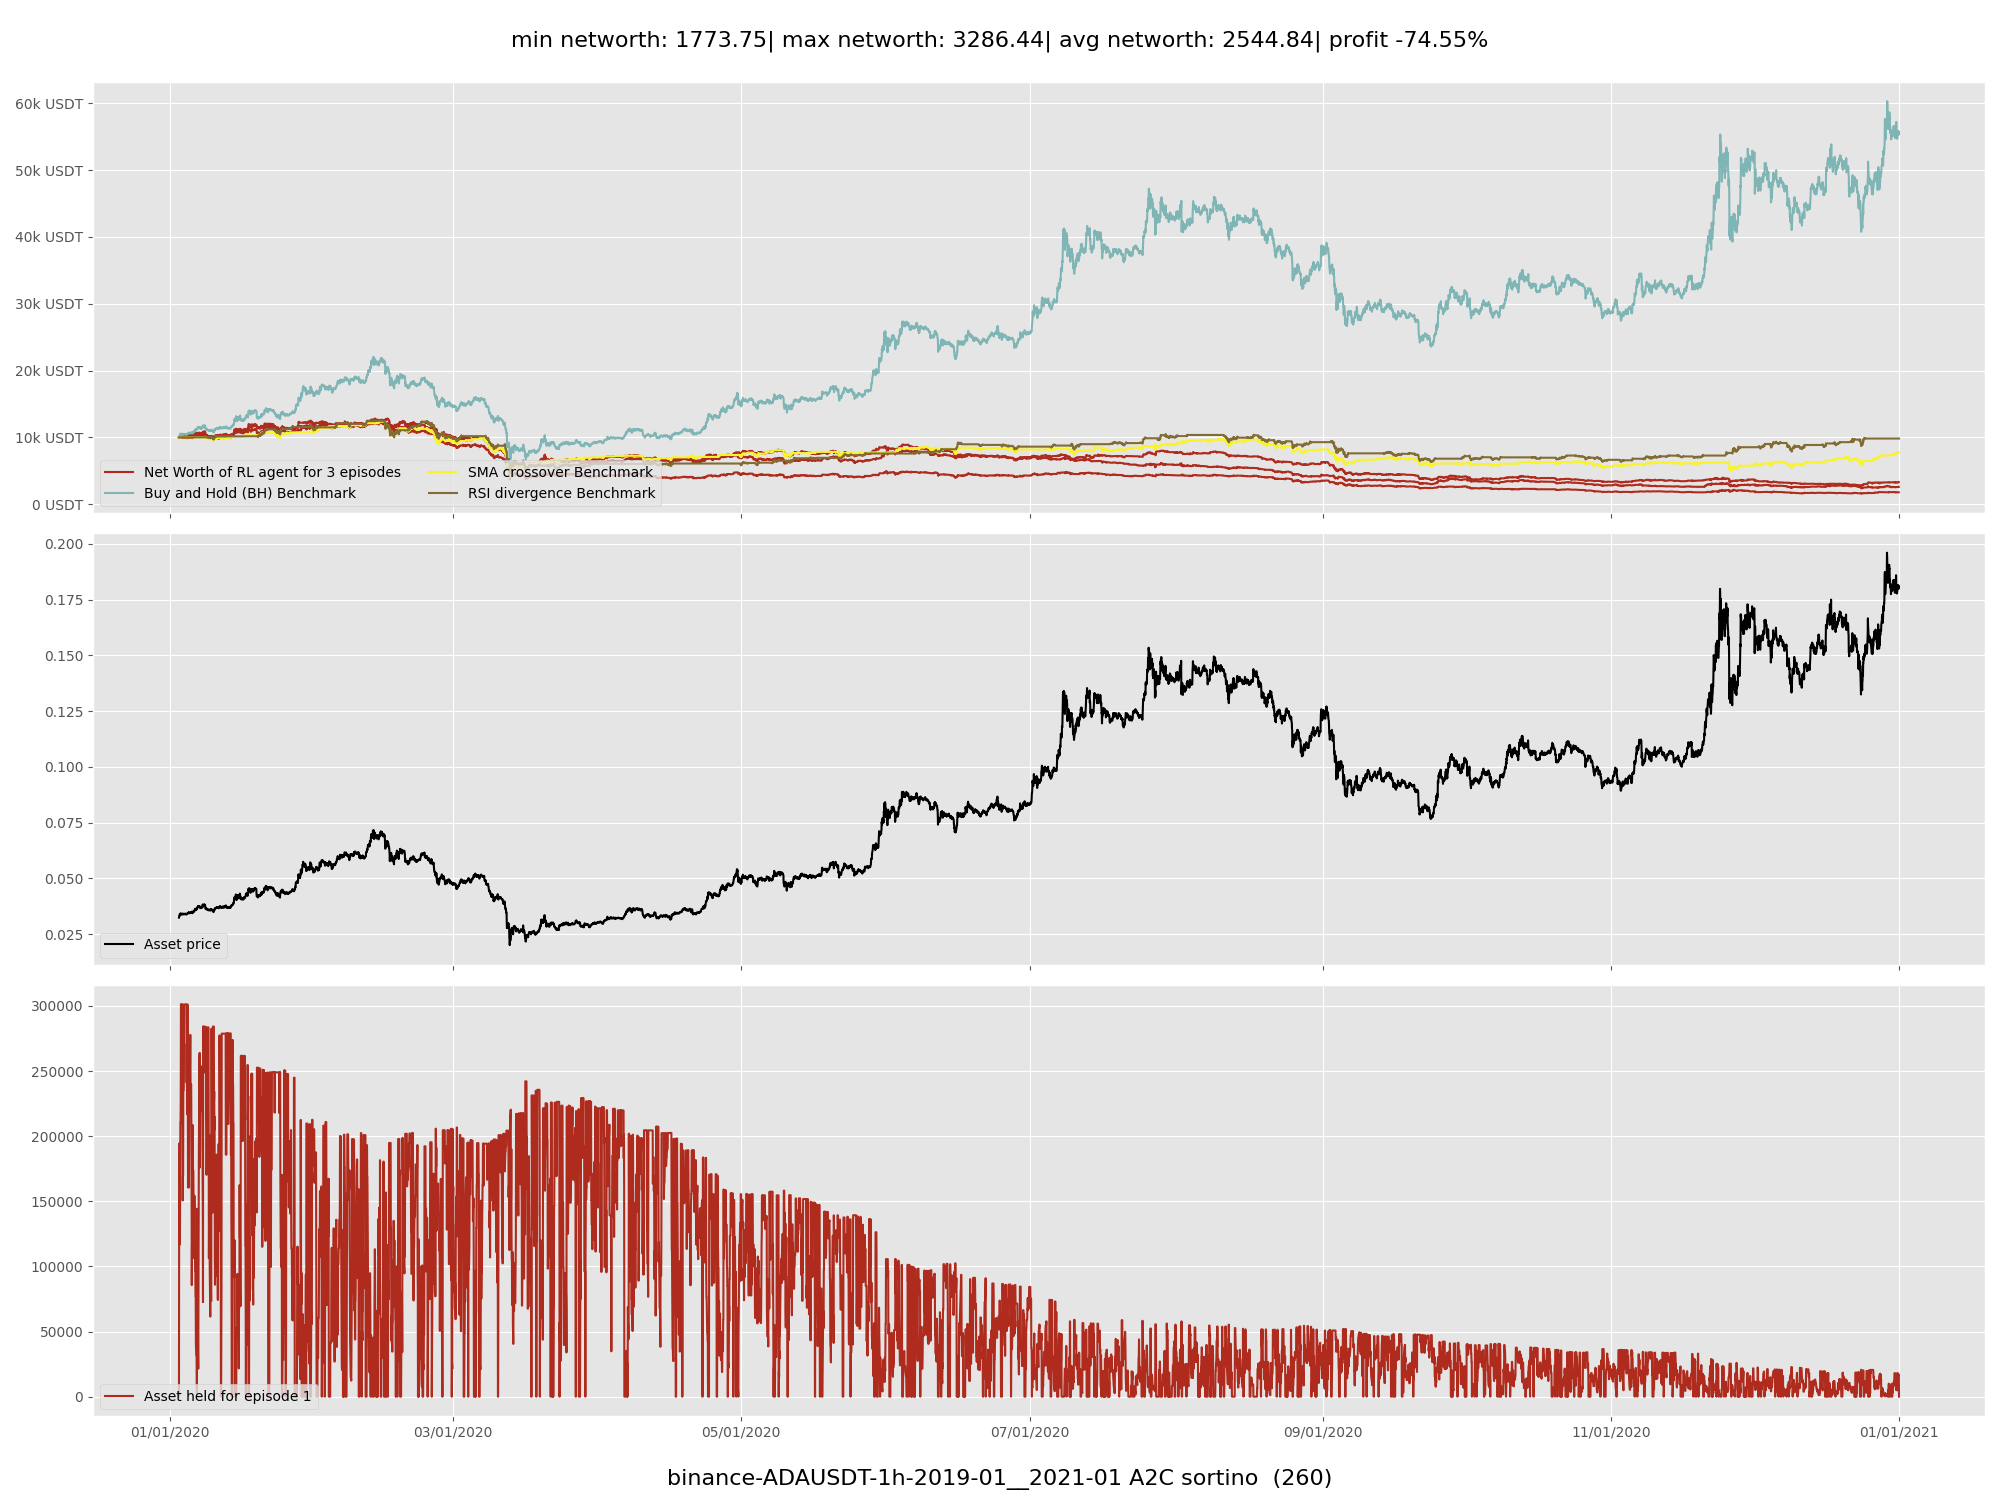 min networth: 1773.75| max networth: 3286.44| avg networth: 2544.84| profit -74.55%
60k USDT
50k USDT
40k USDT
30k USDT
20k USDT
10k USDT
0 USDT
Net Worth of RL agent for 3 episodes
Buy and Hold (BH) Benchmark
SMA crossover Benchmark
RSI divergence Benchmark
0.200
0.175
0.150
0.125
0.100
0.075
0.050
0.025
Asset price
300000
250000
200000
150000
100000
50000
0
Asset held for episode 1
01/01/2020 03/01/2020 05/01/2020 07/01/2020 09/01/2020 11/01/2020 01/01/2021
binance-ADAUSDT-1h-2019-01__2021-01 A2C sortino (260)